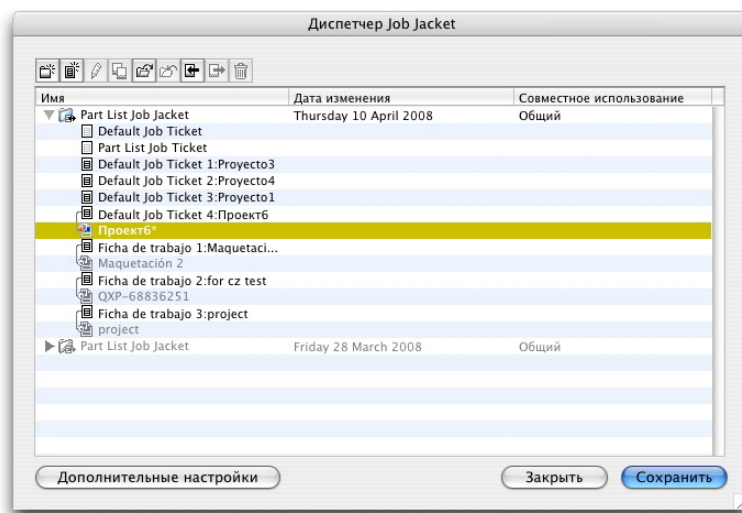 Диспетчер Job Jacket
Имя Дата изменения Совместное использование
Part List Job Jacket Thursday 10 April 2008 Общий
Default Job Ticket
Part List Job Ticket
Default Job Ticket 1:Proyecto3
Default Job Ticket 2:Proyecto4
Default Job Ticket 3:Proyecto1
Default Job Ticket 4:Проект6
Проект6*
Ficha de trabajo 1:Maquetaci...
Maquetación 2
Ficha de trabajo 2:for cz test
QXP-68836251
Ficha de trabajo 3:project
project
Part List Job Jacket Friday 28 March 2008 Общий
Дополнительные настройки Закрыть Сохранить